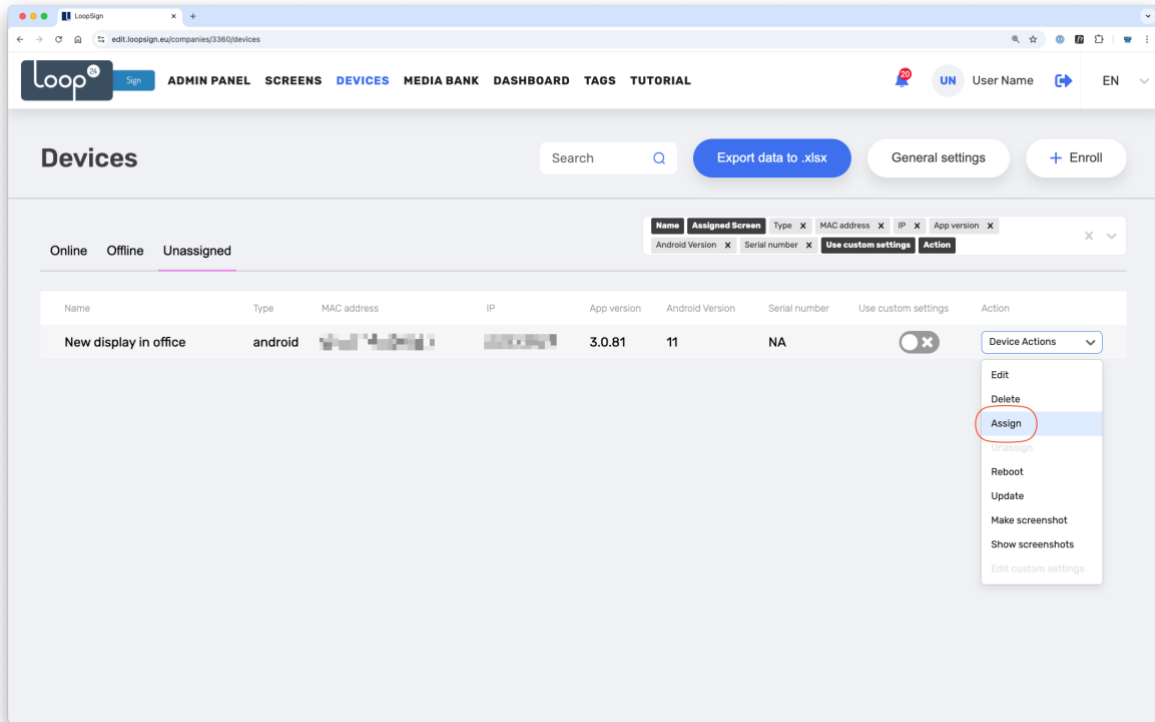 LoopSign
edit.loopsign.eu/companies/3360/devices
Loop 24 Sign ADMIN PANEL SCREENS DEVICES MEDIA BANK DASHBOARD TAGS TUTORIAL 20 UN User Name EN
Devices Search Export data to .xlsx General settings + Enroll
Name Assigned Screen Type X MAC address X IP X App version X
Android Version X Serial number X Use custom settings Action
Online Offline Unassigned
Name Type MAC address IP App version Android Version Serial number Use custom settings Action
New display in office android 3.0.81 11 NA Device Actions
Edit
Delete
Assign
Unassign
Reboot
Update
Make screenshot
Show screenshots
Edit custom settings